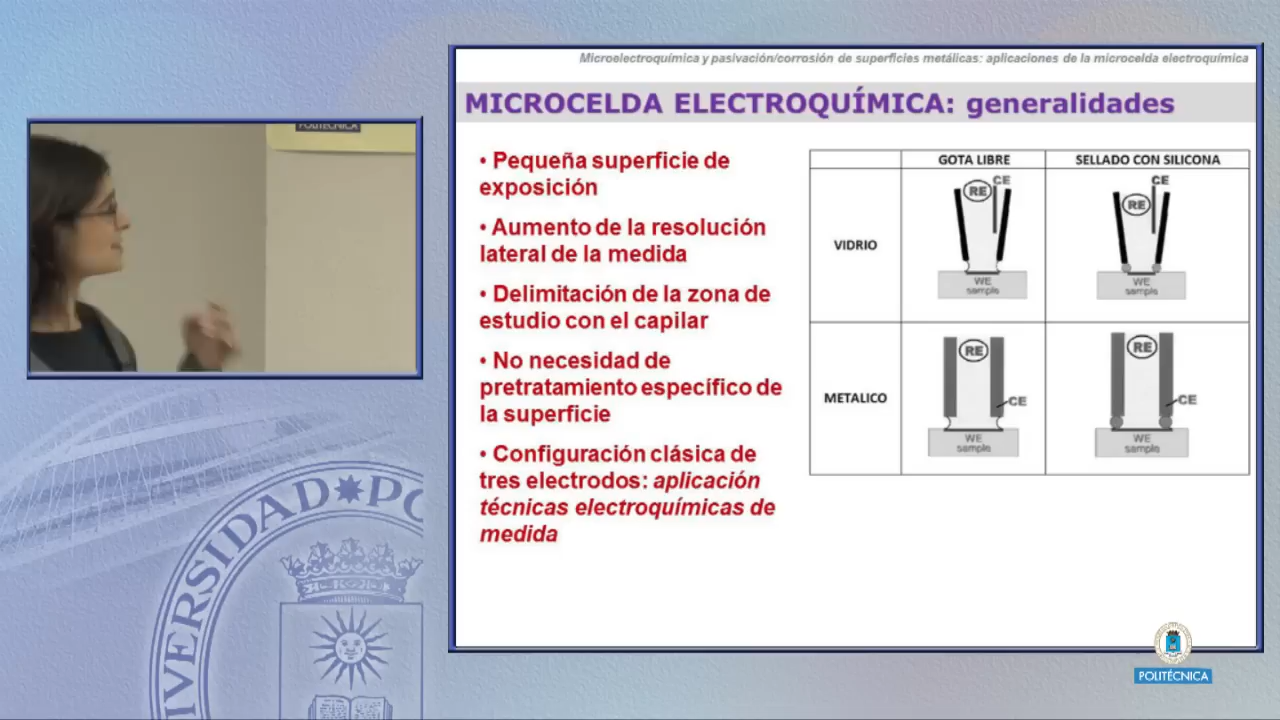 Microelectroquímica y pasivación/corrosión de superficies metálicas: aplicaciones de la microcelda electroquímica
MICROCELDA ELECTROQUÍMICA: generalidades
• Pequeña superficie de
exposición
• Aumento de la resolución
lateral de la medida
• Delimitación de la zona de
estudio con el capilar
• No necesidad de
pretratamiento específico de
la superficie
• Configuración clásica de
tres electrodos: aplicación
técnicas electroquímicas de
medida
GOTA LIBRE
SELLADO CON SILICONA
VIDRIO
RE
CE
WE
sample
RE
CE
WE
sample
METALICO
RE
CE
WE
sample
RE
CE
WE
sample
POLITÉCNICA
POLITÉCNICA
VERSIDAD PO